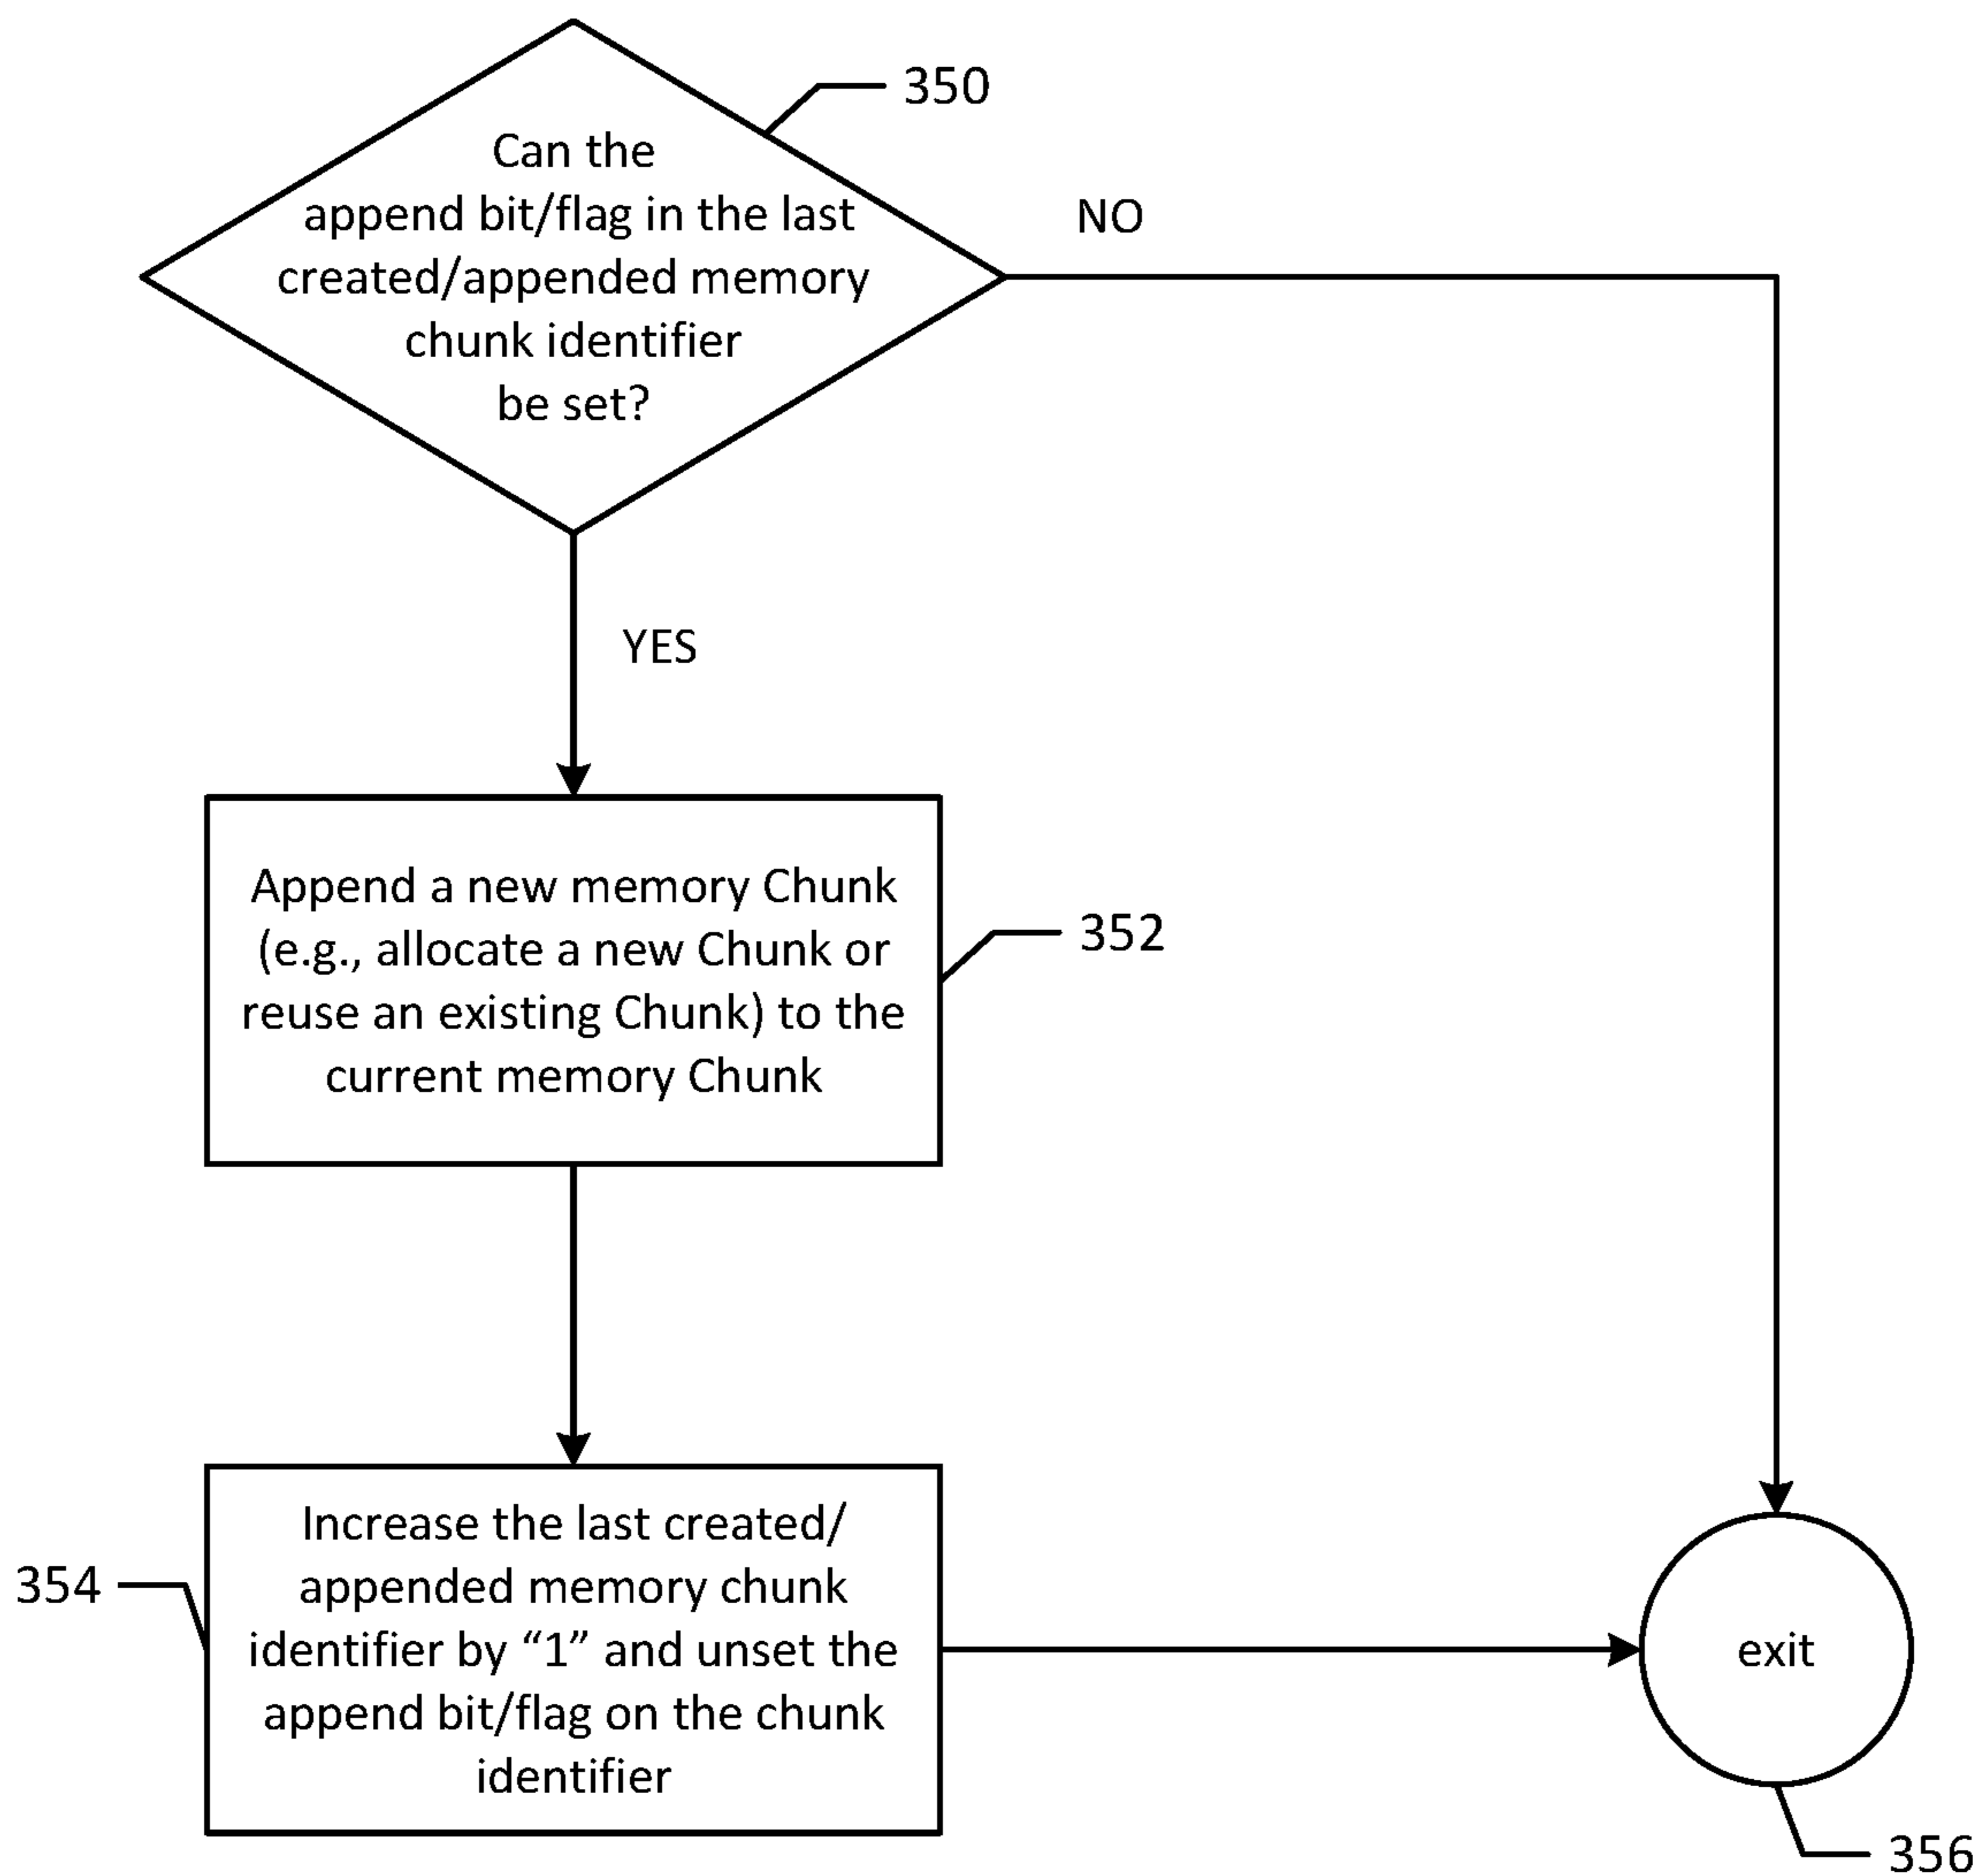 350
Can the
append bit/flag in the last
created/appended memory
chunk identifier
be set?
NO
YES
Append a new memory Chunk
(e.g., allocate a new Chunk or
reuse an existing Chunk) to the
current memory Chunk
352
Increase the last created/
appended memory chunk
identifier by “1” and unset the
append bit/flag on the chunk
identifier
354
exit
356